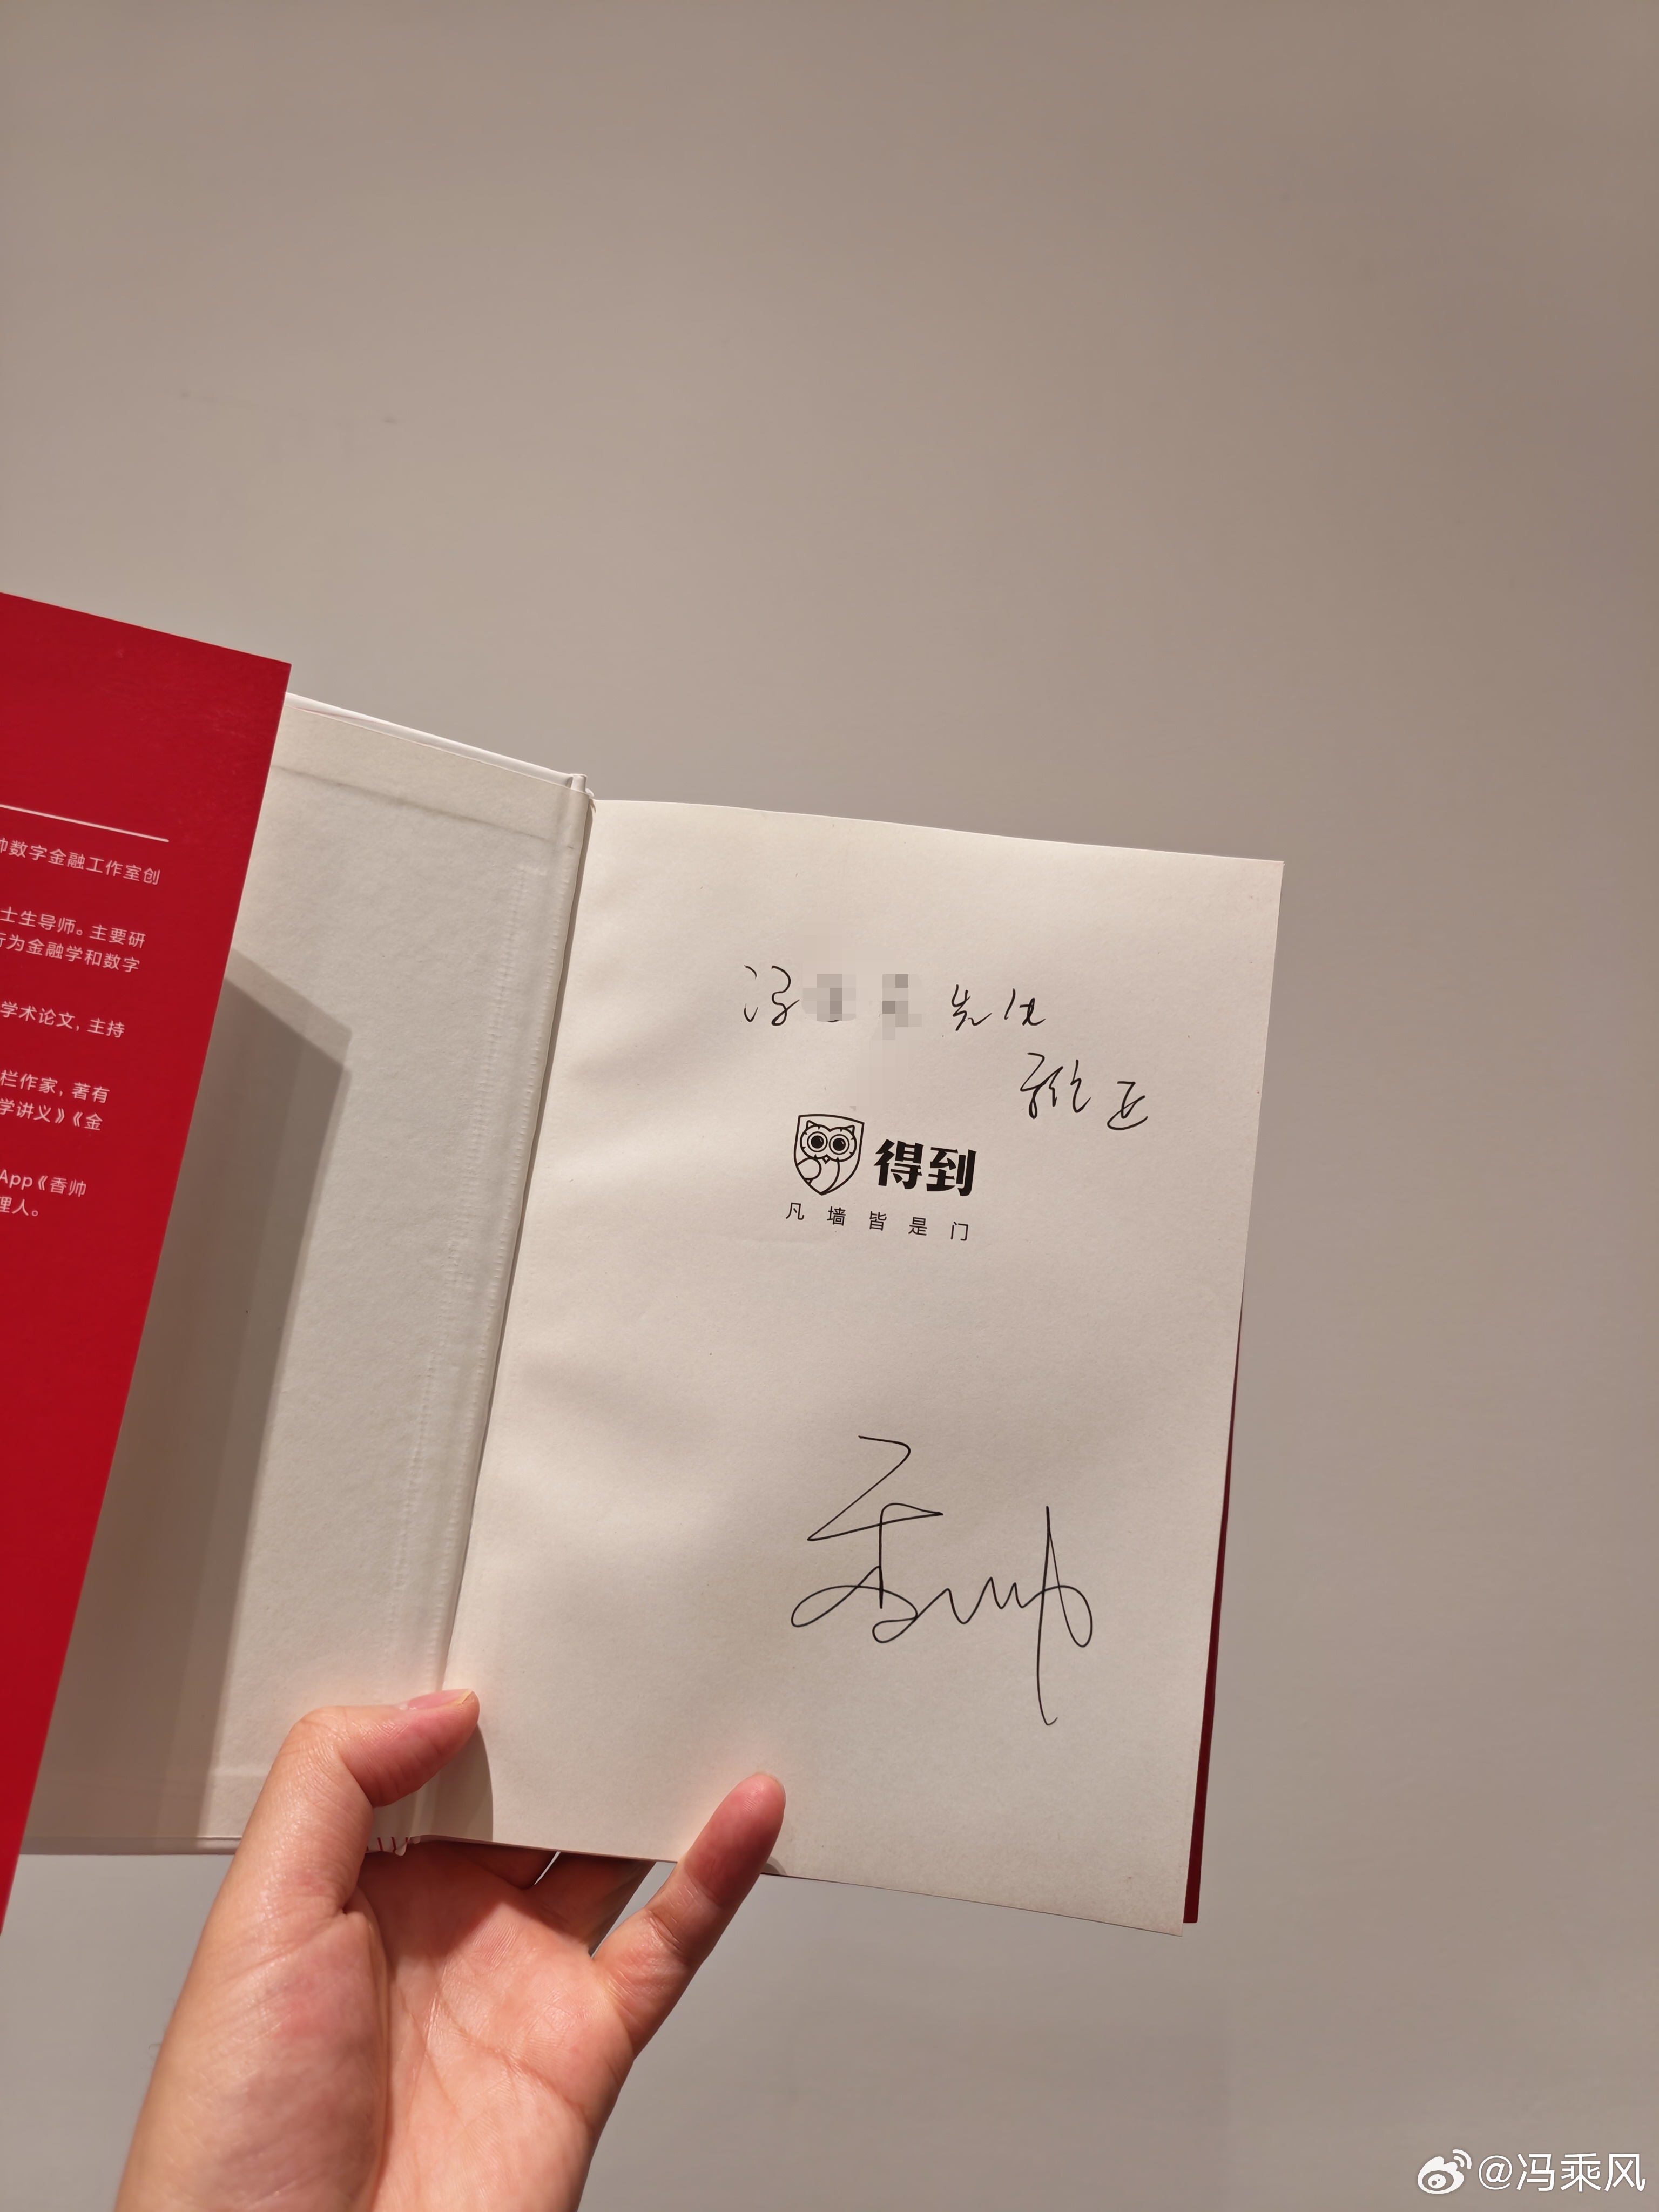 帅数字金融工作室创
士生导师。主要研
行为金融学和数字
学术论文，主持
栏作家，著有
学讲义》《金
App《香帅
理人。
冯 先生
雅正
得到
凡墙皆是门
香帅
@冯乘风